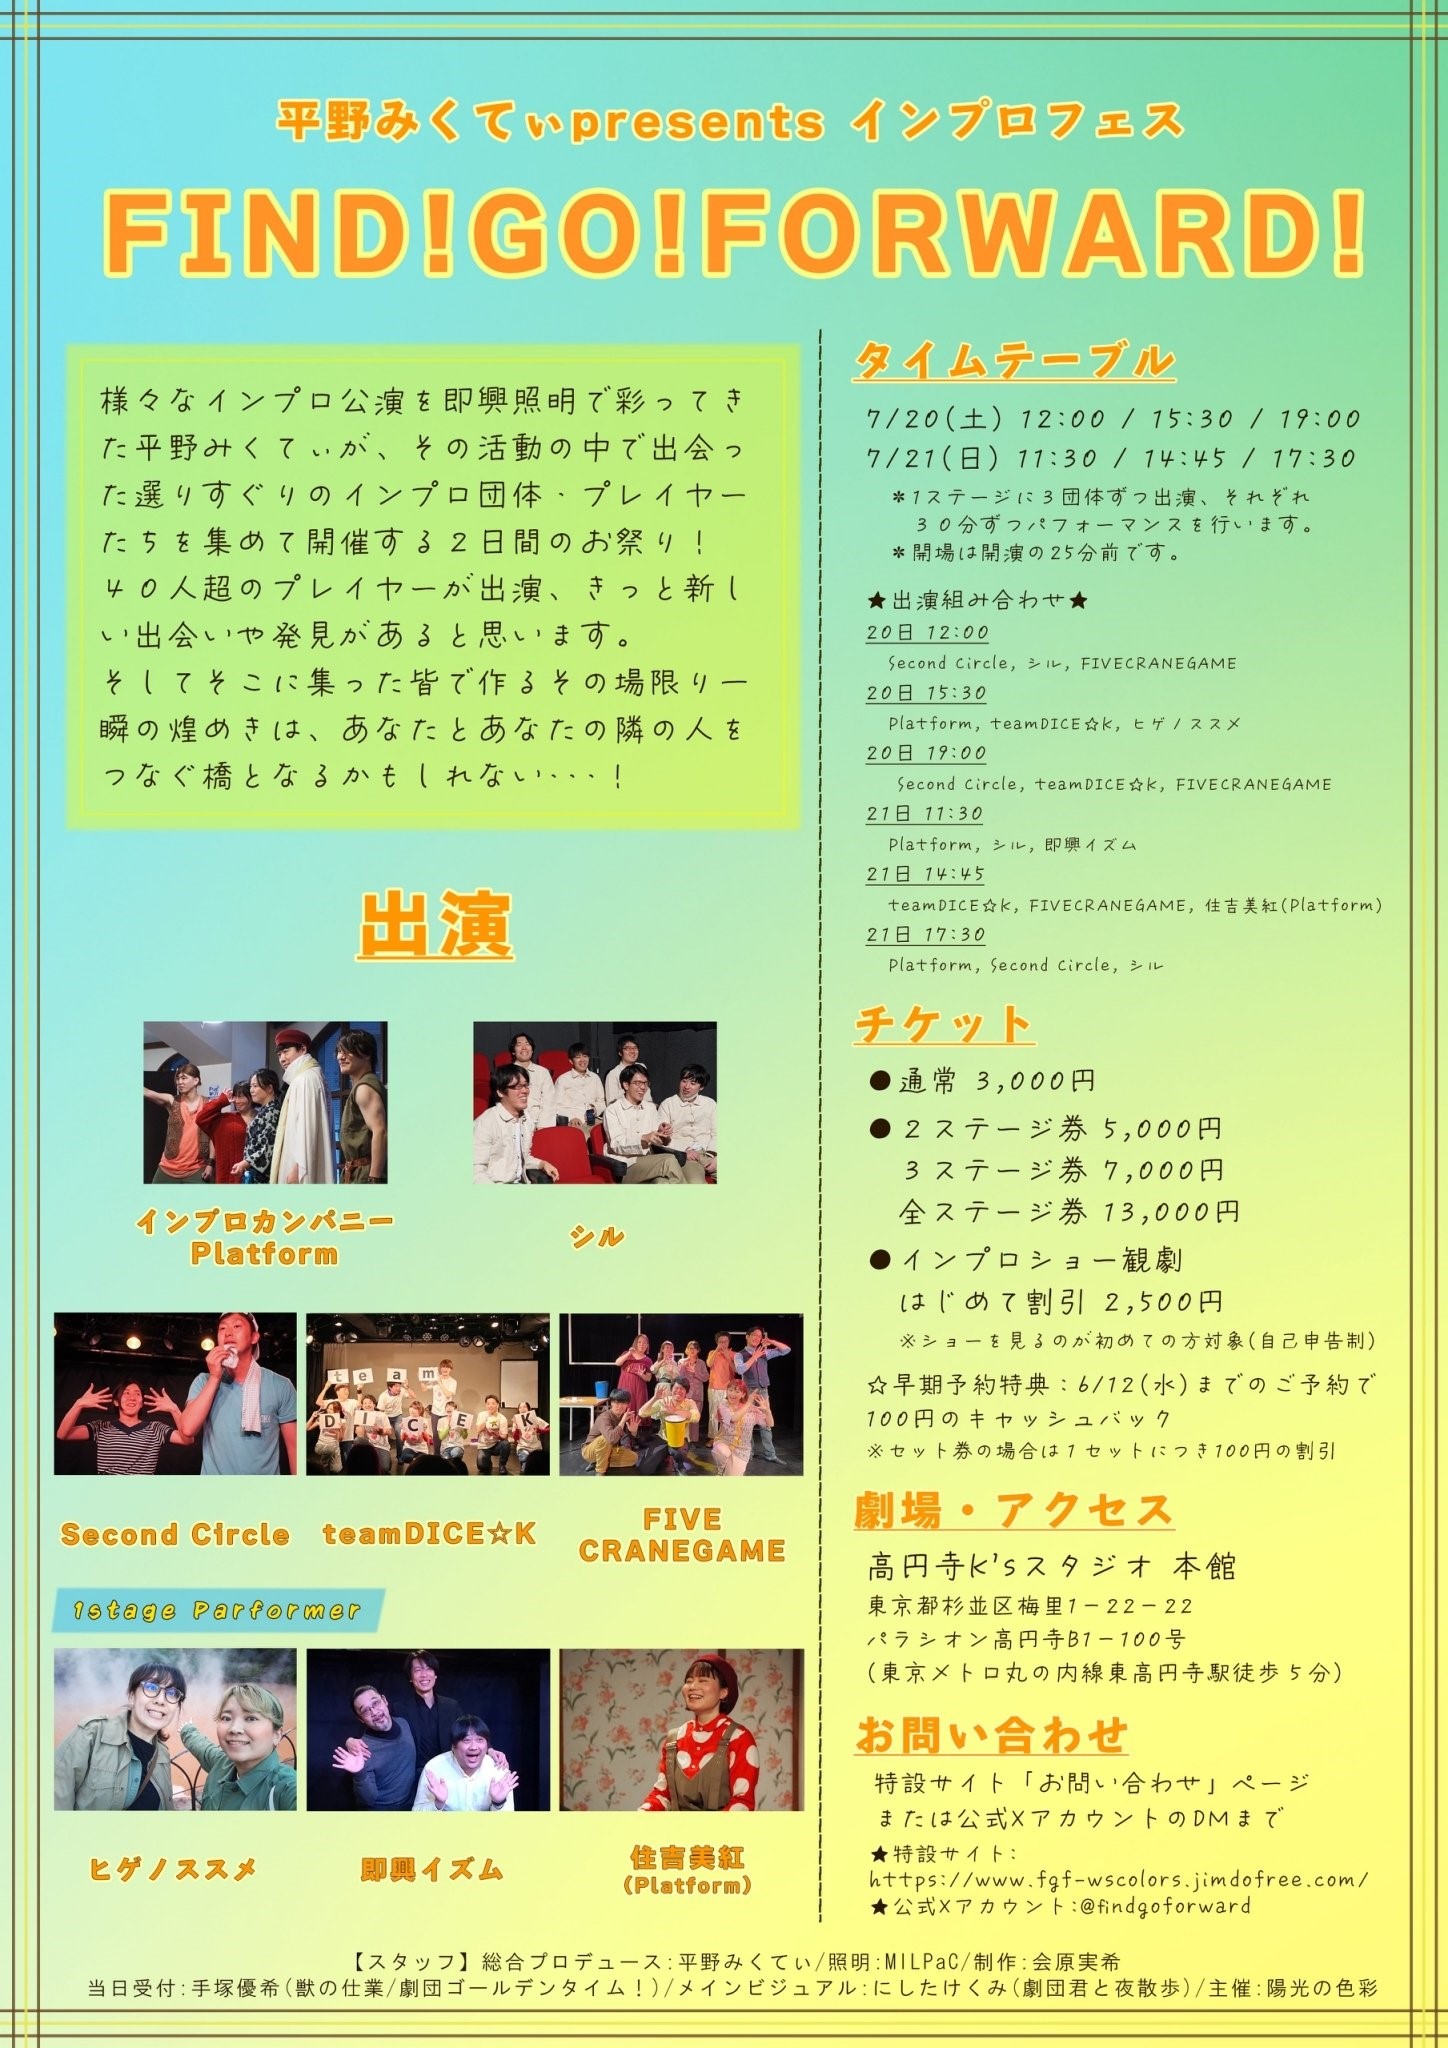 平野みくてぃpresents インプロフェス
FIND!GO!FORWARD!
様々なインプロ公演を即興照明で彩ってき
た平野みくてぃが、その活動の中で出会っ
た選りすぐりのインプロ団体・プレイヤー
たちを集めて開催する２日間のお祭り！
４０人超のプレイヤーが出演、きっと新し
い出会いや発見があると思います。
そしてそこに集った皆で作るその場限り一
瞬の煌めきは、あなたとあなたの隣の人を
つなぐ橋となるかもしれない・・・！
出演
インプロカンパニー
Platform
シル
team
DICE☆K
Second Circle
teamDICE☆K
FIVE
CRANEGAME
1stage Parformer
ヒゲノススメ
即興イズム
住吉美紅
(Platform)
タイムテーブル
7/20(土) 12:00 / 15:30 / 19:00
7/21(日) 11:30 / 14:45 / 17:30
＊1ステージに３団体ずつ出演、それぞれ
３０分ずつパフォーマンスを行います。
＊開場は開演の25分前です。
★出演組み合わせ★
20日 12:00
Second Circle, シル, FIVECRANEGAME
20日 15:30
Platform, teamDICE☆K, ヒゲノススメ
20日 19:00
Second Circle, teamDICE☆K, FIVECRANEGAME
21日 11:30
Platform, シル, 即興イズム
21日 14:45
teamDICE☆K, FIVECRANEGAME, 住吉美紅(Platform)
21日 17:30
Platform, Second Circle, シル
チケット
●通常 3,000円
●２ステージ券 5,000円
３ステージ券 7,000円
全ステージ券 13,000円
●インプロショー観劇
はじめて割引 2,500円
※ショーを見るのが初めての方対象(自己申告制)
☆早期予約特典：6/12(水)までのご予約で
100円のキャッシュバック
※セット券の場合は１セットにつき100円の割引
劇場・アクセス
高円寺K'sスタジオ 本館
東京都杉並区梅里1－22－22
パラシオン高円寺B1－100号
(東京メトロ丸の内線東高円寺駅徒歩５分)
お問い合わせ
特設サイト「お問い合わせ」ページ
または公式XアカウントのDMまで
★特設サイト:
https://www.fgf-wscolors.jimdofree.com/
★公式Xアカウント:@findgoforward
【スタッフ】総合プロデュース:平野みくてぃ/照明:MILPaC/制作:会原実希
当日受付:手塚優希(獣の仕業/劇団ゴールデンタイム！)/メインビジュアル:にしたけくみ(劇団君と夜散歩)/主催:陽光の色彩